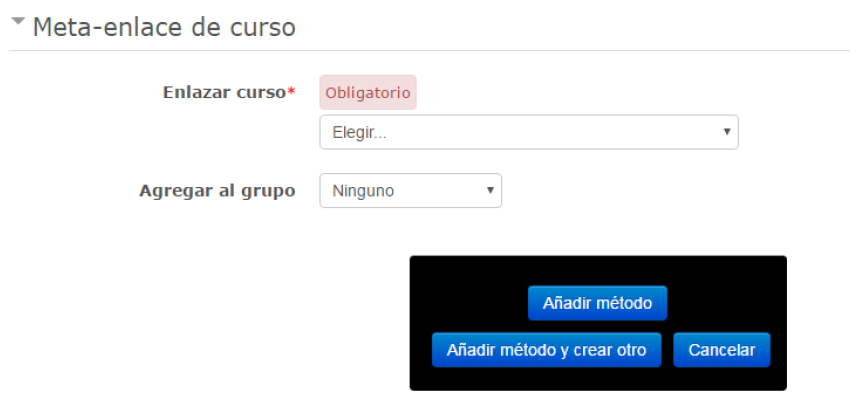 Meta-enlace de curso
Enlazar curso* Obligatorio
Elegir...
Agregar al grupo Ninguno
Añadir método
Añadir método y crear otro Cancelar